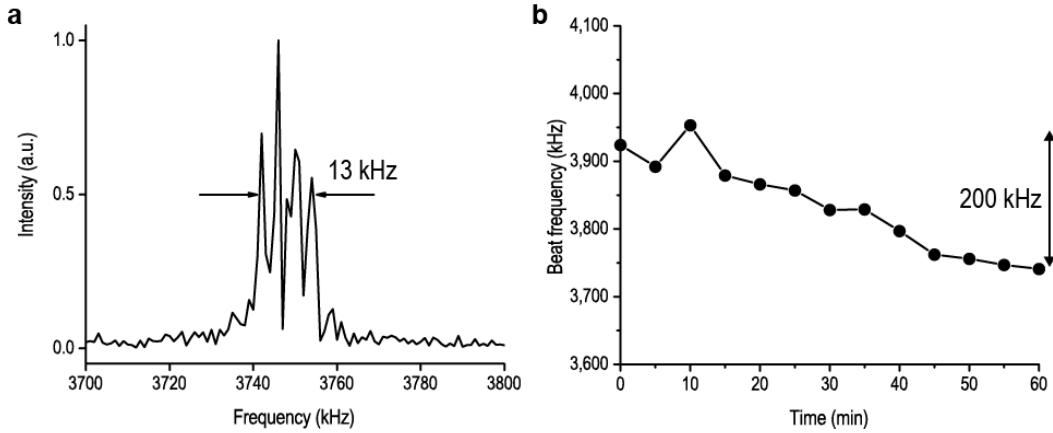 a
1.0
0.5
0.0
Intensity (a.u.)
13 kHz
3700 3720 3740 3760 3780 3800
Frequency (kHz)
b
4,100
4,000
3,900
3,800
3,700
3,600
Beat frequency (kHz)
200 kHz
0 10 20 30 40 50 60
Time (min)